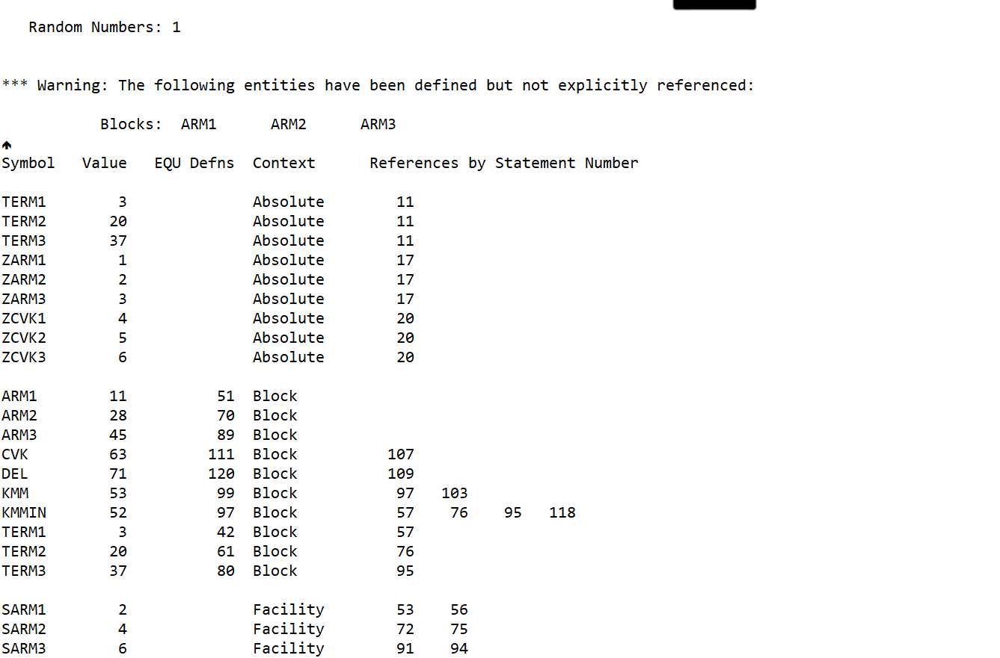 Random Numbers: 1
*** Warning: The following entities have been defined but not explicitly referenced:
Blocks: ARM1 ARM2 ARM3
Symbol Value EQU Defns Context References by Statement Number
TERM1 3 Absolute 11
TERM2 20 Absolute 11
TERM3 37 Absolute 11
ZARM1 1 Absolute 17
ZARM2 2 Absolute 17
ZARM3 3 Absolute 17
ZCVK1 4 Absolute 20
ZCVK2 5 Absolute 20
ZCVK3 6 Absolute 20
ARM1 11 51 Block
ARM2 28 70 Block
ARM3 45 89 Block
CVK 63 111 Block 107
DEL 71 120 Block 109
KMM 53 99 Block 97 103
KMMIN 52 97 Block 57 76 95 118
TERM1 3 42 Block 57
TERM2 20 61 Block 76
TERM3 37 80 Block 95
SARM1 2 Facility 53 56
SARM2 4 Facility 72 75
SARM3 6 Facility 91 94